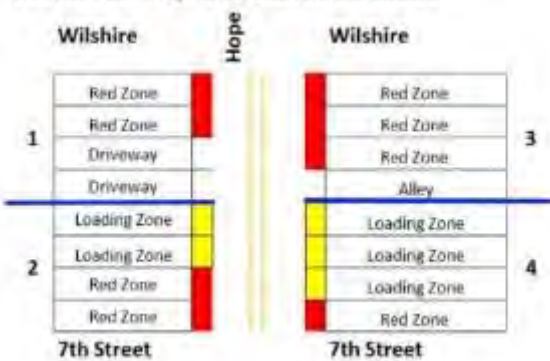 Wilshire
Hope
Wilshire
1
Red Zone
Red Zone
Driveway
Driveway
2
Loading Zone
Loading Zone
Red Zone
Red Zone
7th Street
Red Zone
Red Zone
Red Zone
Alley
3
Loading Zone
Loading Zone
Loading Zone
Red Zone
4
7th Street